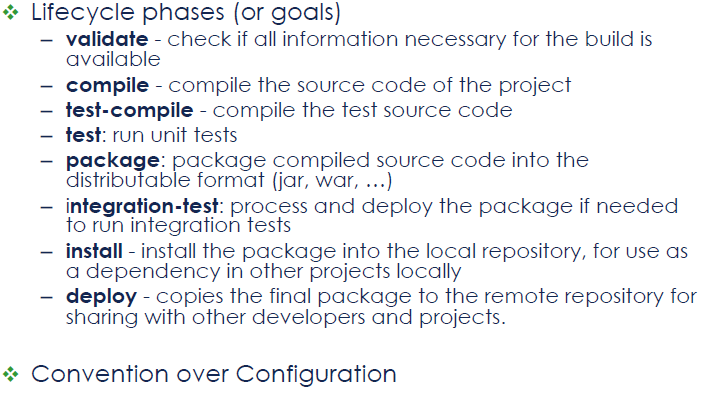 Lifecycle phases (or goals)
– validate - check if all information necessary for the build is
available
– compile - compile the source code of the project
– test-compile - compile the test source code
– test: run unit tests
– package: package compiled source code into the
distributable format (jar, war, …)
– integration-test: process and deploy the package if needed
to run integration tests
– install - install the package into the local repository, for use as
a dependency in other projects locally
– deploy - copies the final package to the remote repository for
sharing with other developers and projects.
Convention over Configuration